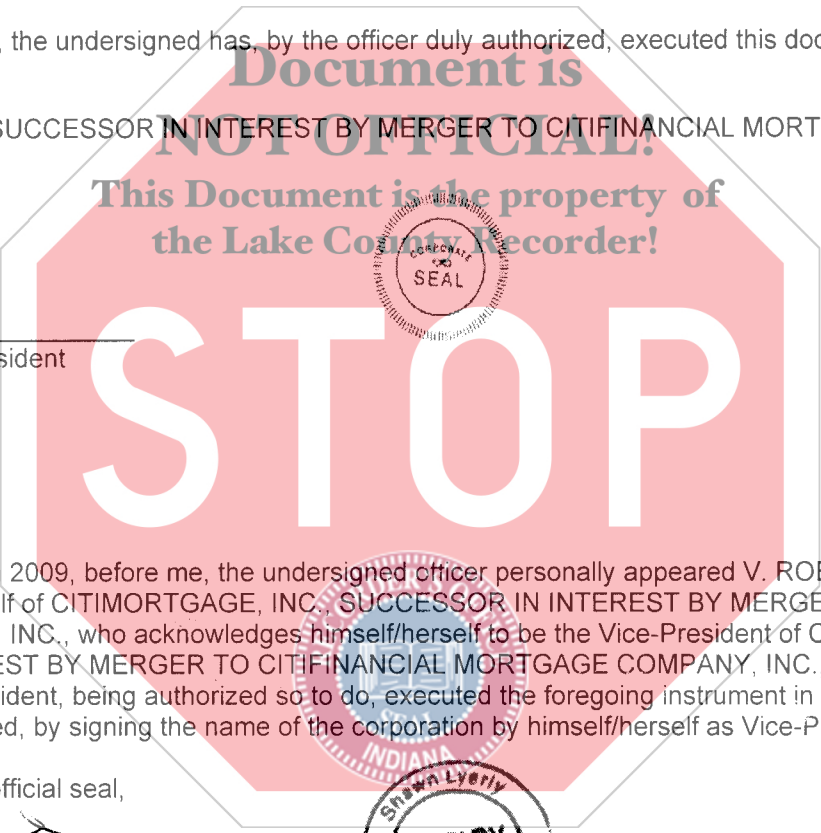 , the undersigned has, by the officer duly authorized, executed this doc
Document is
SUCCESSOR IN INTEREST BY MERGER TO CITIFINANCIAL MORT
NOT OFFICIAL!
This Document is the property of
the Lake County Recorder!
CORPORATE
SEAL
sident
STOP
2009, before me, the undersigned officer personally appeared V. ROB
lf of CITIMORTGAGE, INC., SUCCESSOR IN INTEREST BY MERGE
INC., who acknowledges himself/herself to be the Vice-President of C
EST BY MERGER TO CITIFINANCIAL MORTGAGE COMPANY, INC.
ident, being authorized so to do, executed the foregoing instrument in
ed, by signing the name of the corporation by himself/herself as Vice-P
SEAL
INDIANA
fficial seal,
Shawn Lyerly